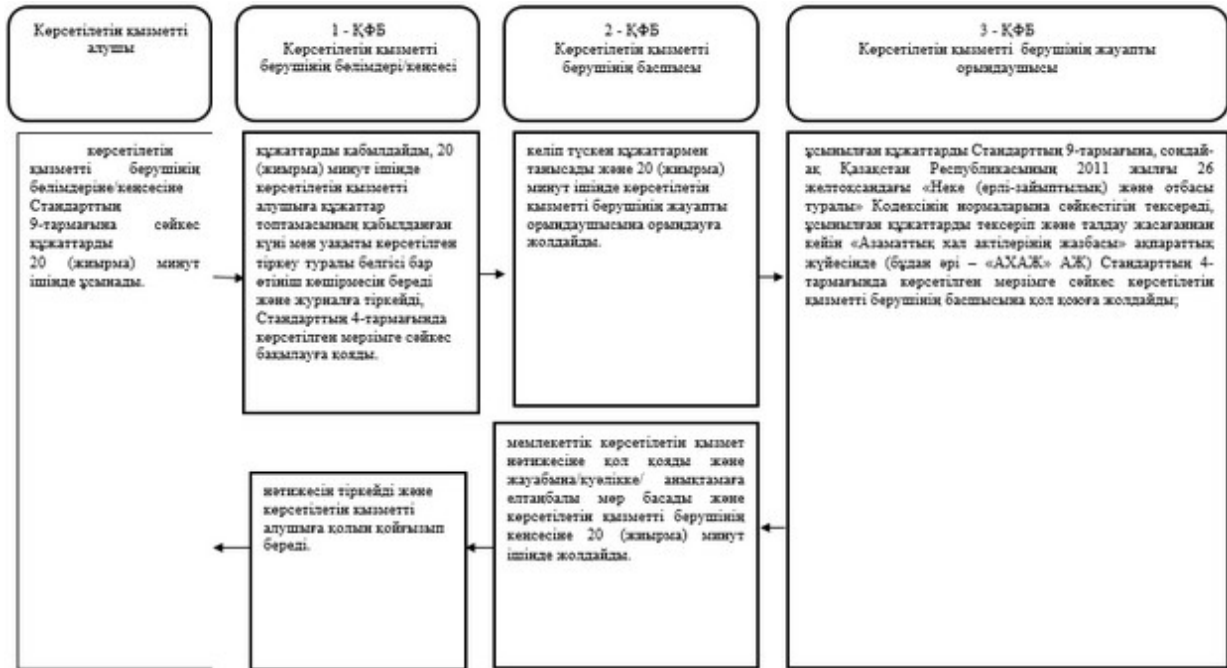 Көрсетілетін қызметті
алушы
1 - ҚФБ
Көрсетілетін қызметті
берушінің бөлімдері/кеңсесі
2 - ҚФБ
Көрсетілетін қызметті
берушінің басшысы
3 - ҚФБ
Көрсетілетін қызметті берушінің жауапты
орындаушысы
көрсетілетін
қызметті берушінің
бөлімдеріне/кеңсесіне
Стандарттың
9-тармағына сәйкес
құжаттарды
20 (жиырма) минут
ішінде ұсынады.
құжаттарды қабылдайды, 20
(жиырма) минут ішінде
көрсетілетін қызметті
алушыға құжаттар
топтамасының қабылданған
күні мен уақыты көрсетілген
тіркеу туралы белгісі бар
өтініш көшірмесін береді
және журналға тіркейді,
Стандарттың 4-тармағында
көрсетілген мерзімге сәйкес
бақылауға қояды.
келіп түскен құжаттармен
танысады және 20 (жиырма)
минут ішінде көрсетілетін
қызметті берушінің жауапты
орындаушысына орындауға
жолдайды.
ұсынылған құжаттарды Стандарттың 9-тармағына, сондай-
ақ Қазақстан Республикасының 2011 жылғы 26
желтоқсандағы «Неке (ерлі-зайыптылық) және отбасы
туралы» Кодексінің нормаларына сәйкестігін тексереді,
ұсынылған құжаттарды тексеріп және талдау жасағаннан
кейін «Азаматтық хал актілерінің жазбасы» ақпараттық
жүйесінде (бұдан әрі – «АХАЖ» АЖ) Стандарттың 4-
тармағында көрсетілген мерзімге сәйкес көрсетілетін
қызметті берушінің басшысына қол қоюға жолдайды;
мемлекеттік көрсетілетін қызмет
нәтижесіне қол қояды және
жауабына/куәлікке/ анықтамаға
елтаңбалы мөр басады және
көрсетілетін қызметті берушінің
кеңсесіне 20 (жиырма) минут
ішінде жолдайды.
нәтижесін тіркейді және
көрсетілетін қызметті
алушыға қолын қойғызып
береді.